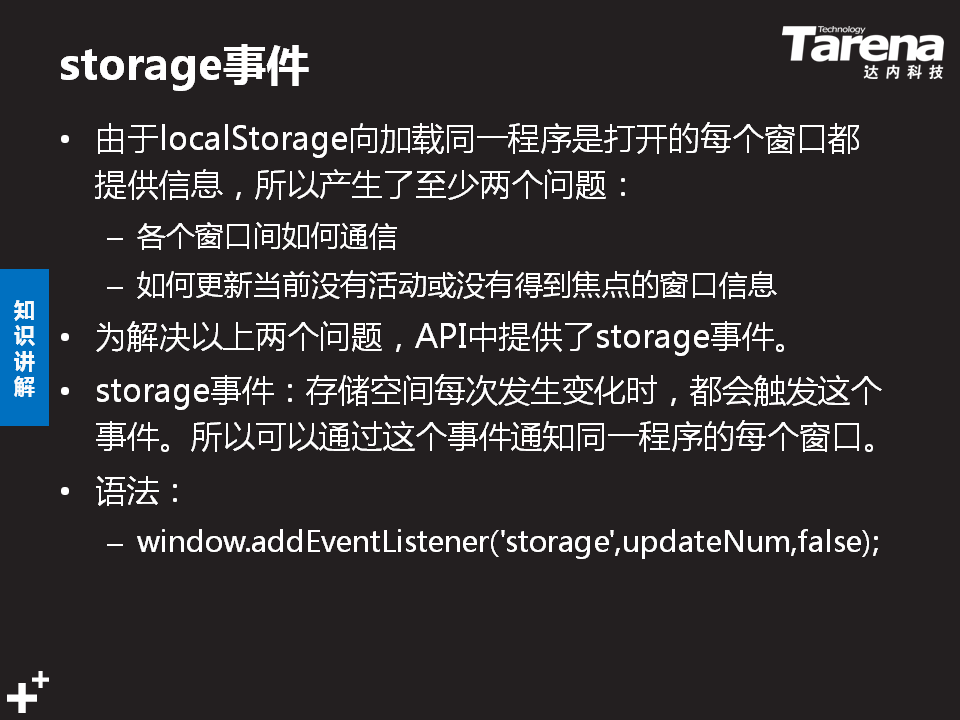 storage事件
Technology
Tarena
达内科技
• 由于localStorage向加载同一程序是打开的每个窗口都
提供信息，所以产生了至少两个问题：
– 各个窗口间如何通信
– 如何更新当前没有活动或没有得到焦点的窗口信息
• 为解决以上两个问题，API中提供了storage事件。
• storage事件：存储空间每次发生变化时，都会触发这个
事件。所以可以通过这个事件通知同一程序的每个窗口。
• 语法：
– window.addEventListener('storage',updateNum,false);
知
识
讲
解